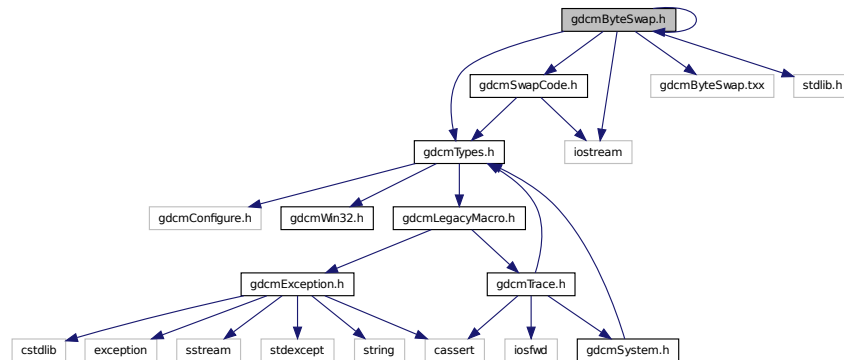 gdcmByteSwap.h
gdcmSwapCode.h
gdcmByteSwap.txx
stdlib.h
gdcmTypes.h
iostream
gdcmConfigure.h
gdcmWin32.h
gdcmLegacyMacro.h
gdcmException.h
gdcmTrace.h
cstdlib
exception
sstream
stdexcept
string
cassert
iosfwd
gdcmSystem.h